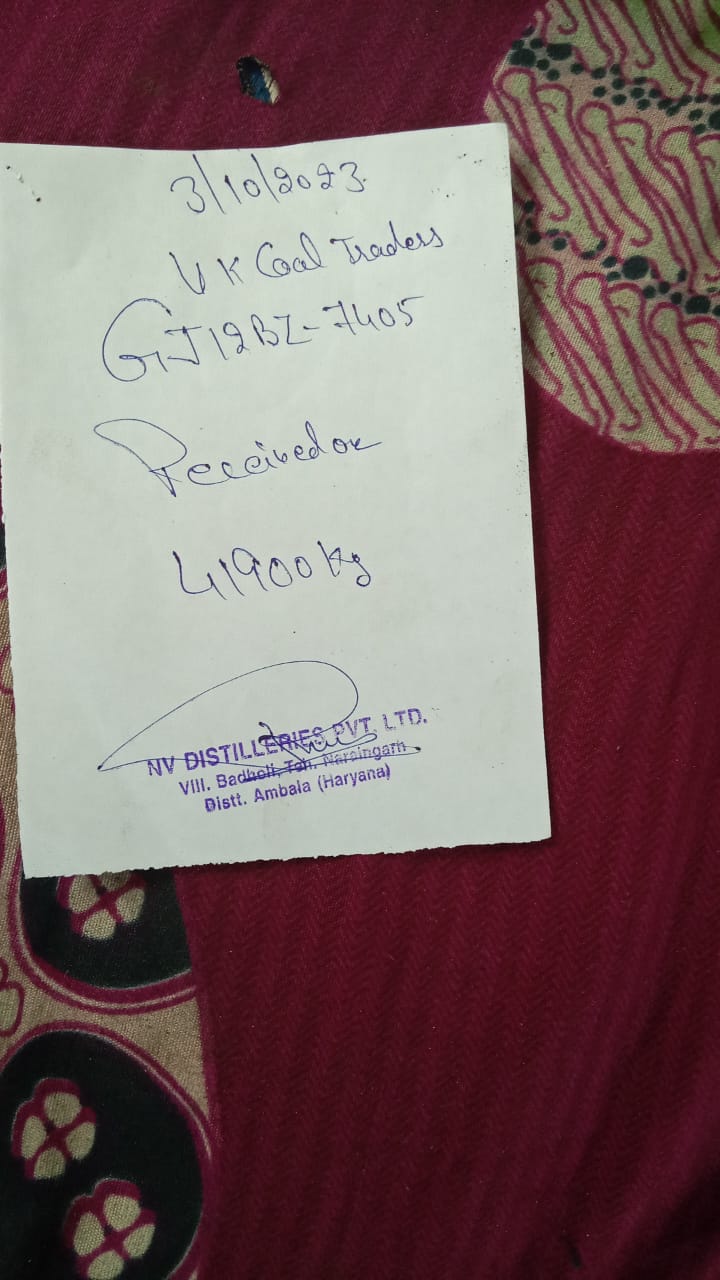 3/10/2023
V K Coal Traders
GJ12BZ-7405
Received ok
41900 kg
NV DISTILLERIES PVT. LTD.
Vill. Badholi, Teh. Naraingarh
Distt. Ambala (Haryana)